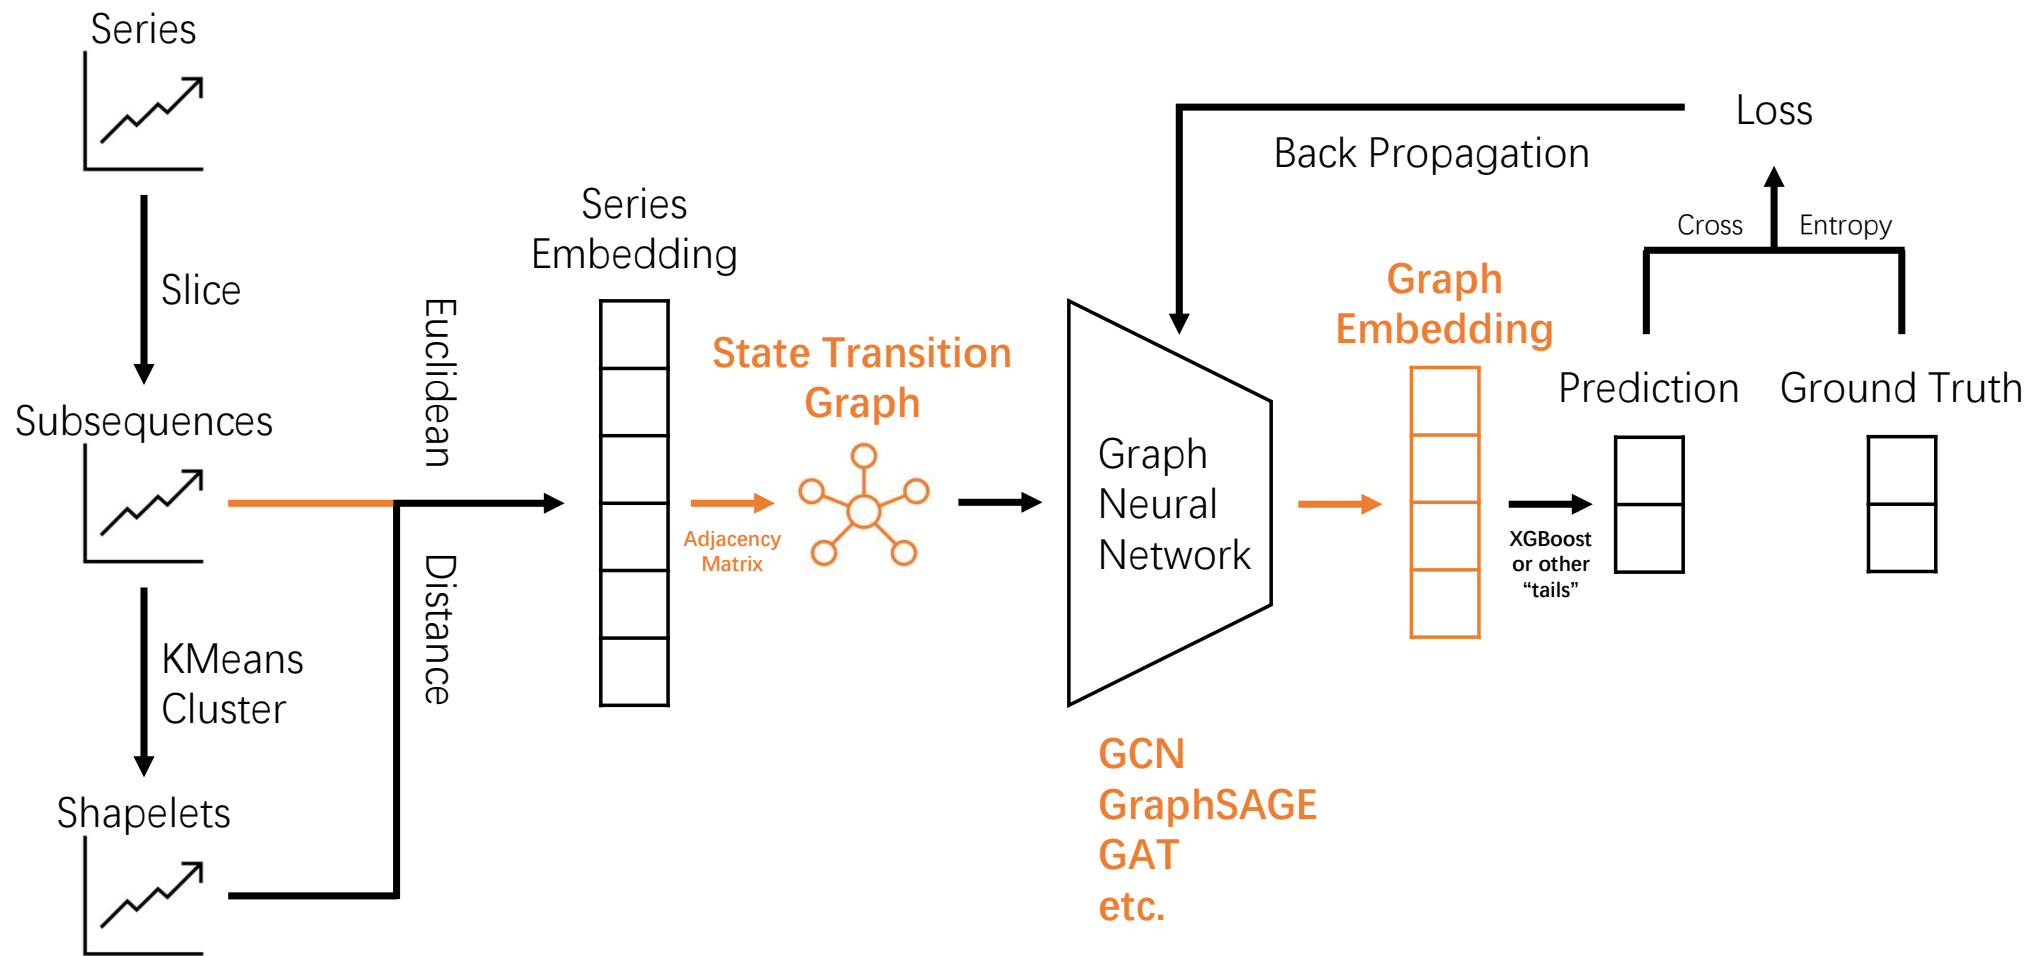 Series
Slice
Subsequences
KMeans
Cluster
Shapelets
Euclidean
Distance
Series
Embedding
State Transition
Graph
Adjacency
Matrix
Graph
Neural
Network
GCN
GraphSAGE
GAT
etc.
Back Propagation
Loss
Cross Entropy
Graph
Embedding
XGBoost
or other
“tails”
Prediction
Ground Truth